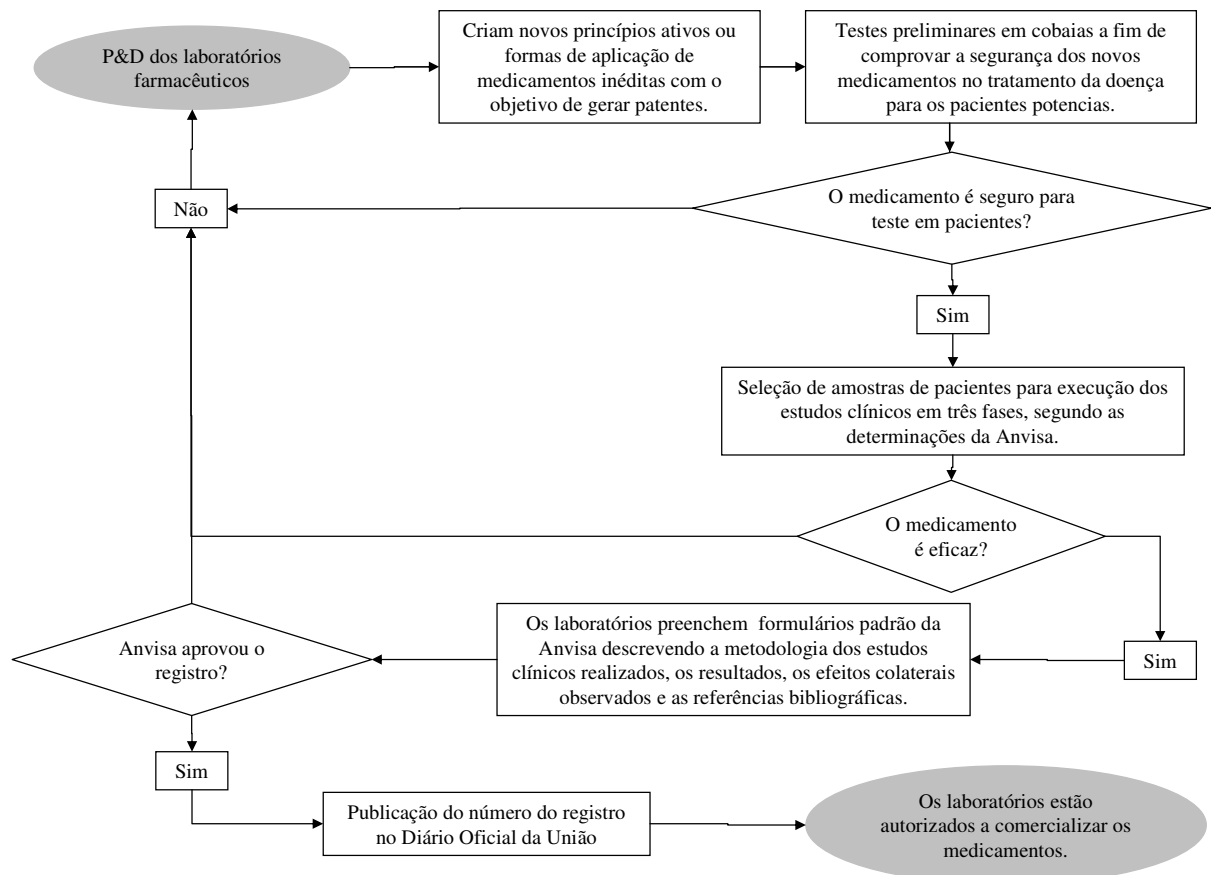 P&D dos laboratórios
farmacêuticos
Criam novos princípios ativos ou
formas de aplicação de
medicamentos inéditas com o
objetivo de gerar patentes.
Testes preliminares em cobaias a fim de
comprovar a segurança dos novos
medicamentos no tratamento da doença
para os pacientes potencias.
Não
O medicamento é seguro para
teste em pacientes?
Sim
Seleção de amostras de pacientes para execução dos
estudos clínicos em três fases, segundo as
determinações da Anvisa.
O medicamento
é eficaz?
Sim
Os laboratórios preenchem formulários padrão da
Anvisa descrevendo a metodologia dos estudos
clínicos realizados, os resultados, os efeitos colaterais
observados e as referências bibliográficas.
Anvisa aprovou o
registro?
Sim
Publicação do número do registro
no Diário Oficial da União
Os laboratórios estão
autorizados a comercializar os
medicamentos.